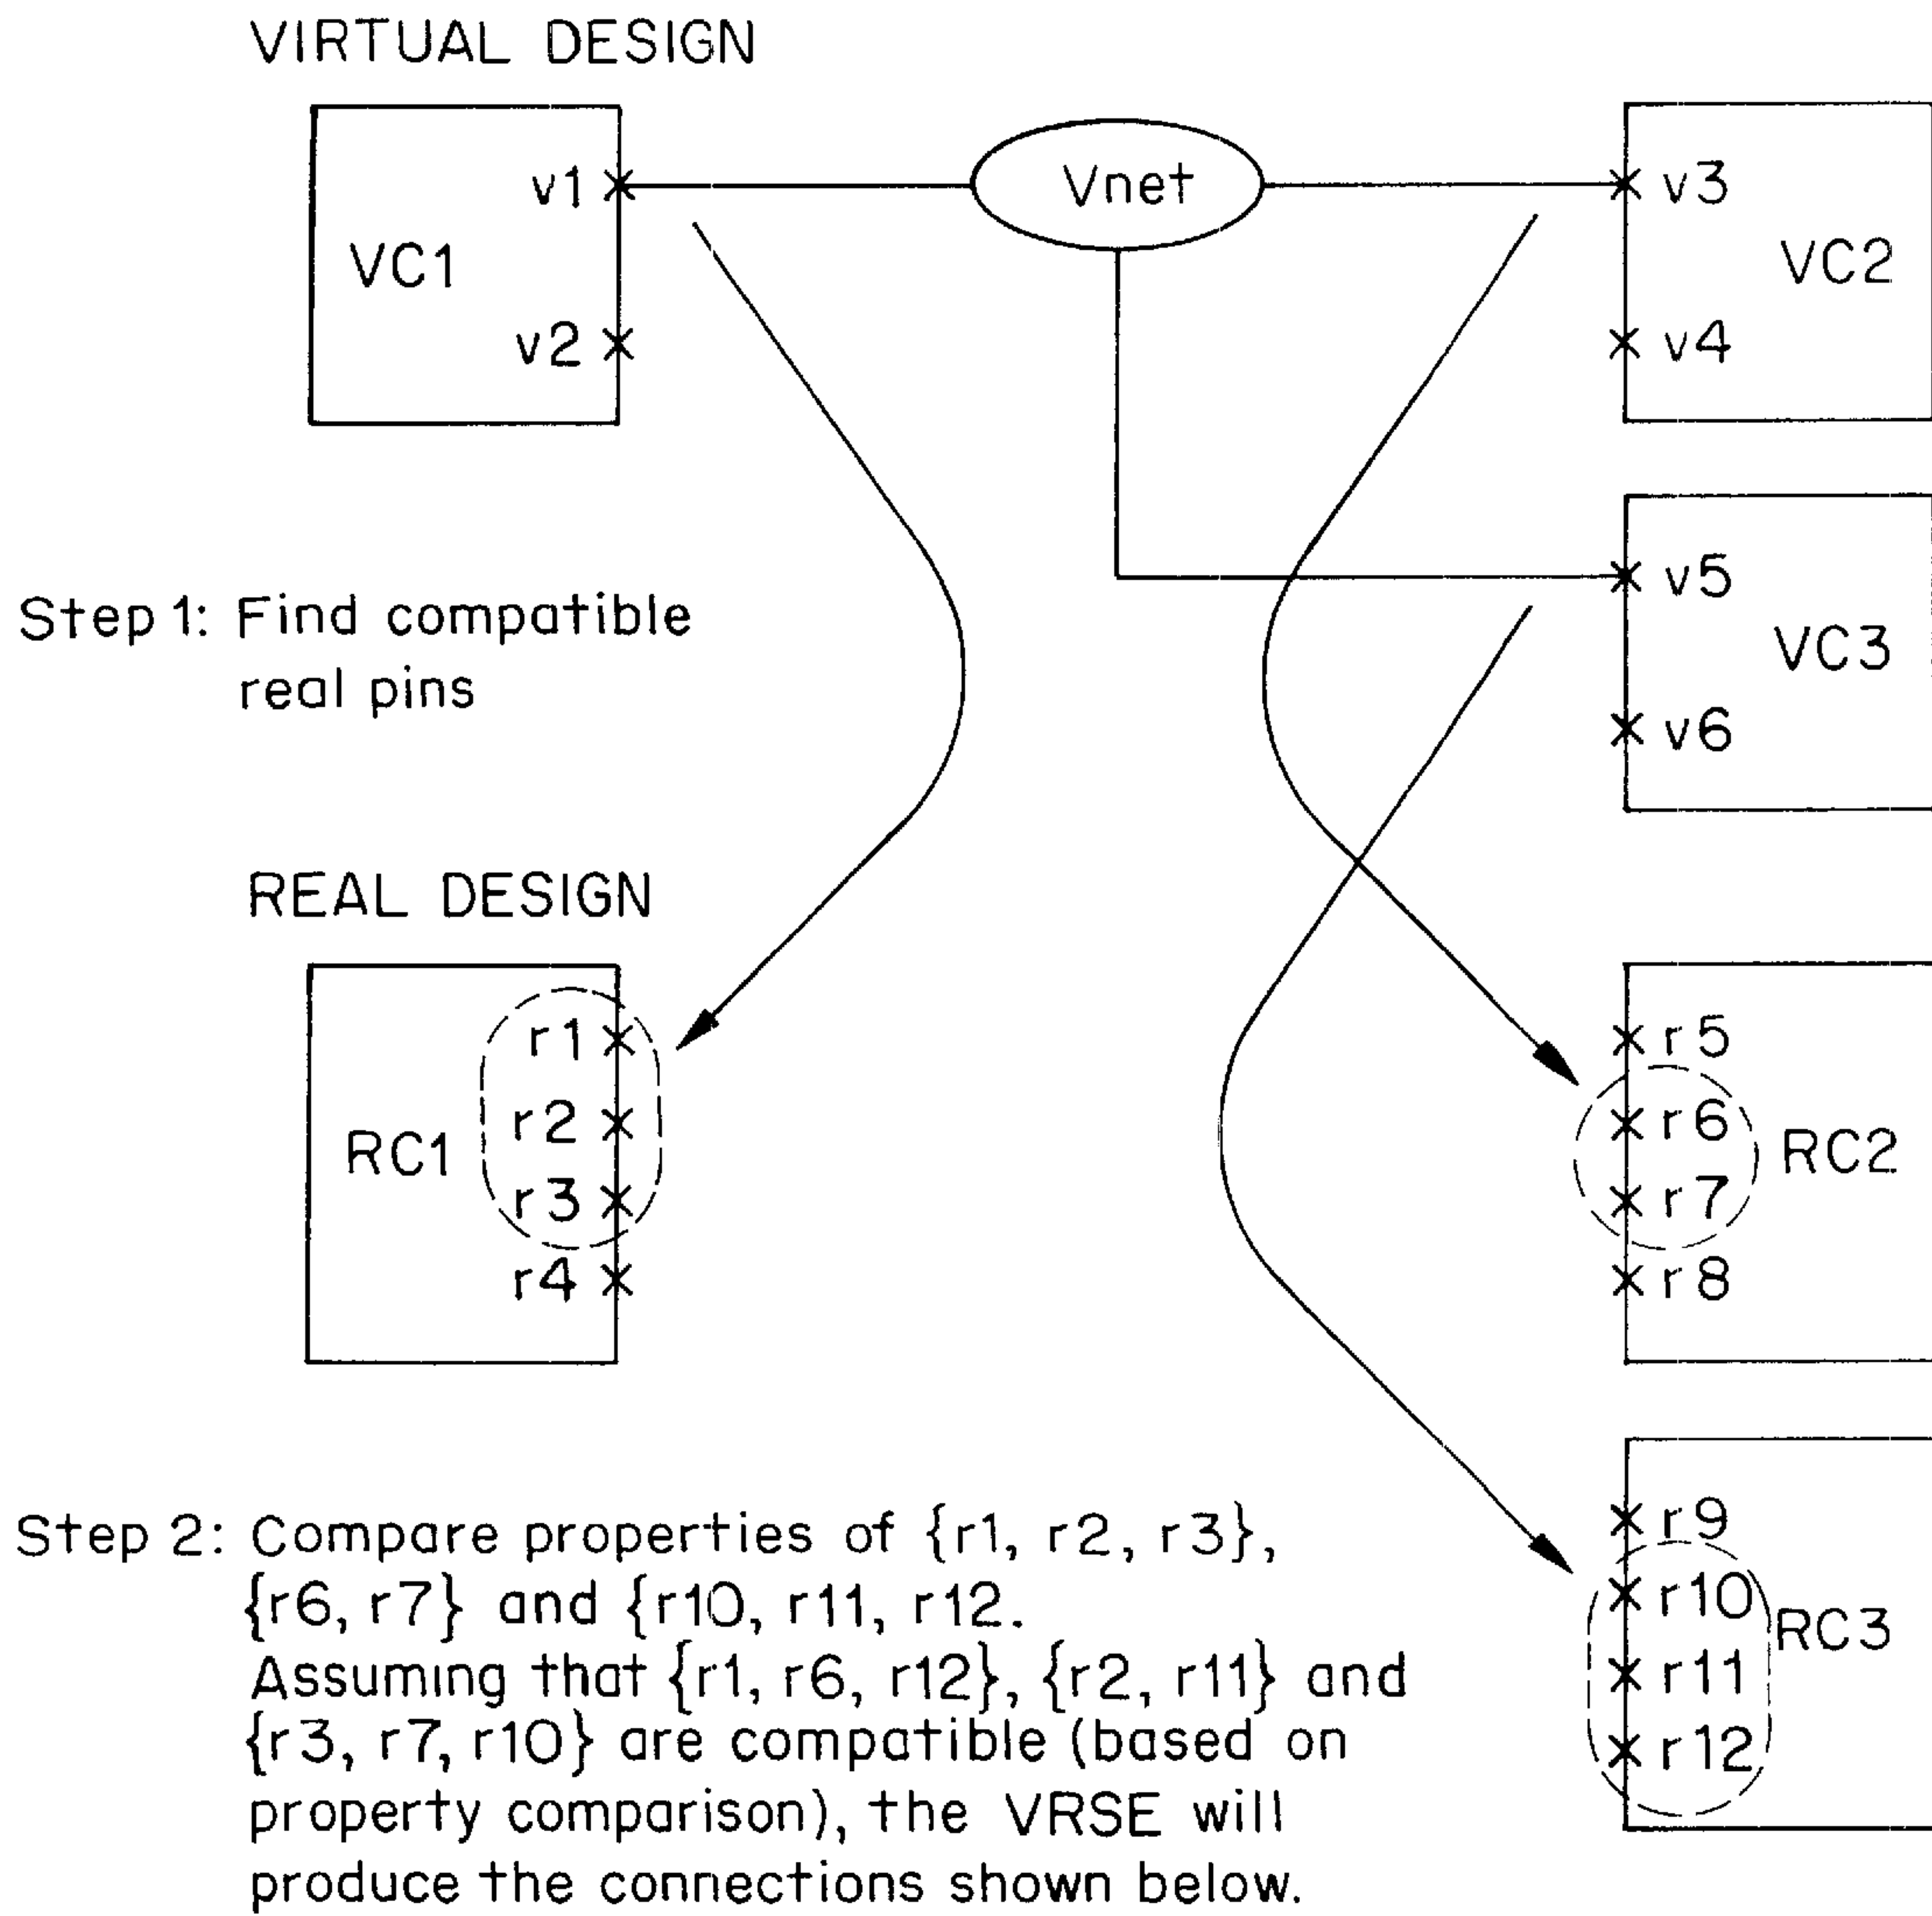 VIRTUAL DESIGN
v1
Vnet
v3
VC1
VC2
v2
v4
v5
Step 1: Find compatible
real pins
VC3
v6
REAL DESIGN
r1
r5
r2
r6
RC1
RC2
r3
r7
r4
r8
r9
Step 2: Compare properties of {r1, r2, r3},
{r6, r7} and {r10, r11, r12.
r10
RC3
Assuming that {r1, r6, r12}, {r2, r11} and
r11
{r3, r7, r10} are compatible (based on
r12
property comparison), the VRSE will
produce the connections shown below.